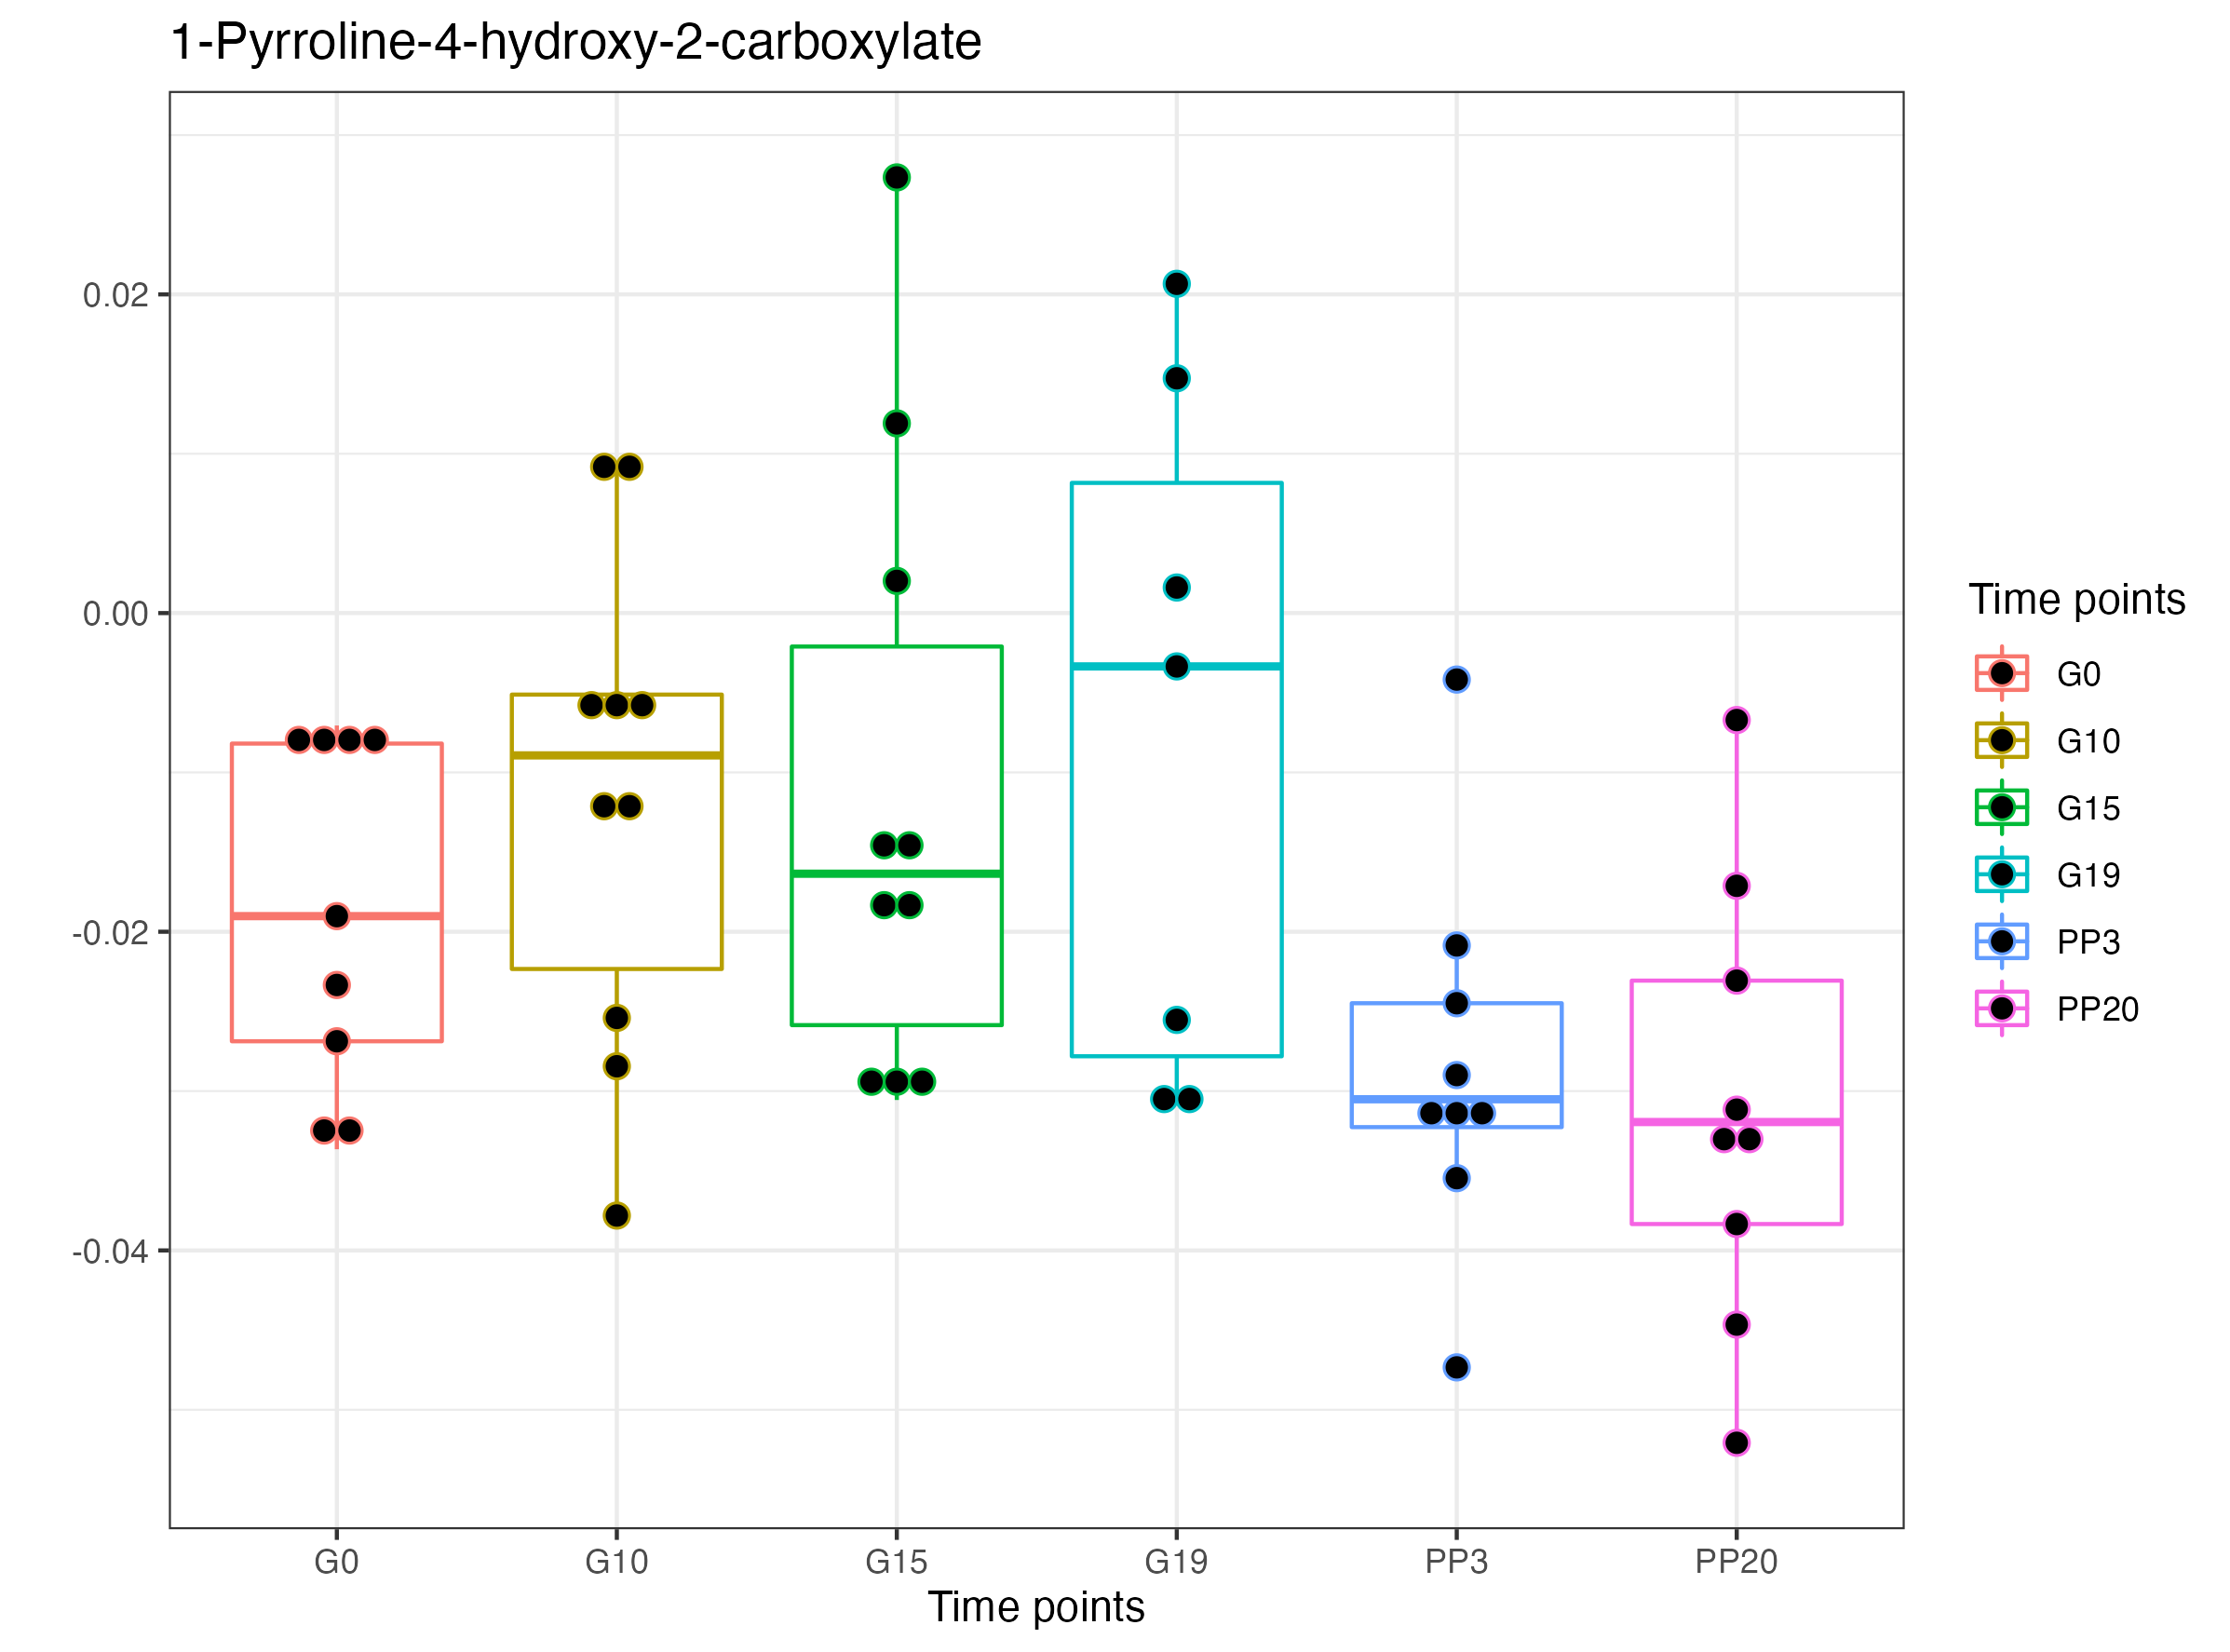 1-Pyrroline-4-hydroxy-2-carboxylate
0.02
0.00
-0.02
-0.04
G0
G10
G15
G19
PP3
PP20
Time points
Time points
G0
G10
G15
G19
PP3
PP20